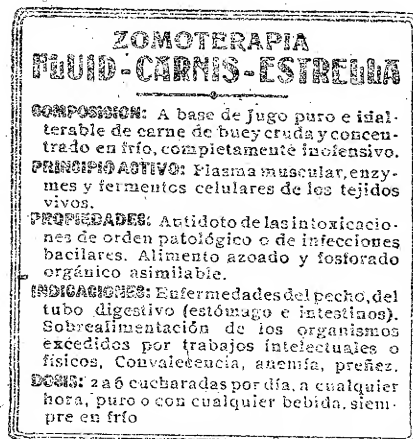 ZOMOTERAPIA
FLUID-CARNIS-ESTRELLA
COMPOSICION: A base de Jugo puro e inal-
terable de carne de buey cruda y concen-
trado en frío, completamente inofensivo.
PRINCIPIO ACTIVO: Plasma muscular, enzy-
mes y fermentos celulares de los tejidos
vivos.
PROPIEDADES: Antídoto de las intoxicacio-
nes de orden patológico o de infecciones
bacilares. Alimento azoado y fosforado
orgánico asimilable.
INDICACIONES: Enfermedades del pecho, del
tubo digestivo (estómago e intestinos).
Sobrealimentación de los organismos
excedidos por trabajos intelectuales o
físicos. Convalecencia, anemia, preñez.
DOSIS: 2 a 6 cucharadas por día, a cualquier
hora, puro o con cualquier bebida, siem-
pre en frío